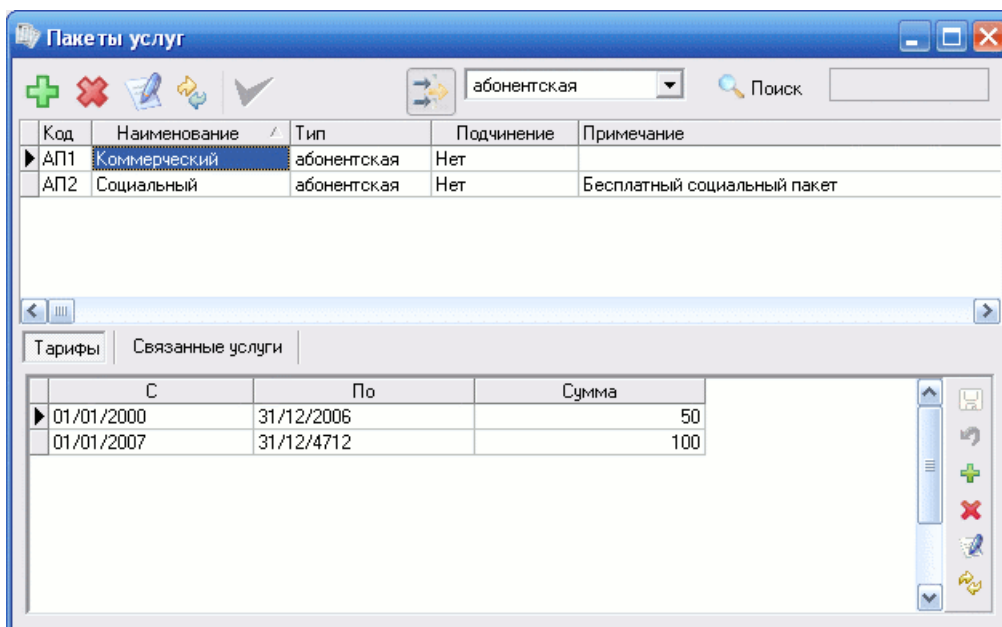 Пакеты услуг
абонентская Поиск
Код Наименование Тип Подчинение Примечание
АП1 Коммерческий абонентская Нет
АП2 Социальный абонентская Нет Бесплатный социальный пакет
Тарифы Связанные услуги
С По Сумма
01/01/2000 31/12/2006 50
01/01/2007 31/12/4712 100